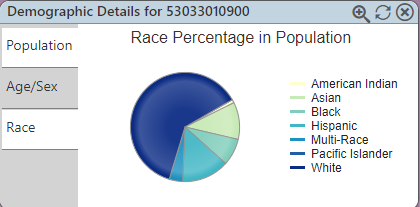 Demographic Details for 53033010900
Population
Age/Sex
Race
Race Percentage in Population
American Indian
Asian
Black
Hispanic
Multi-Race
Pacific Islander
White